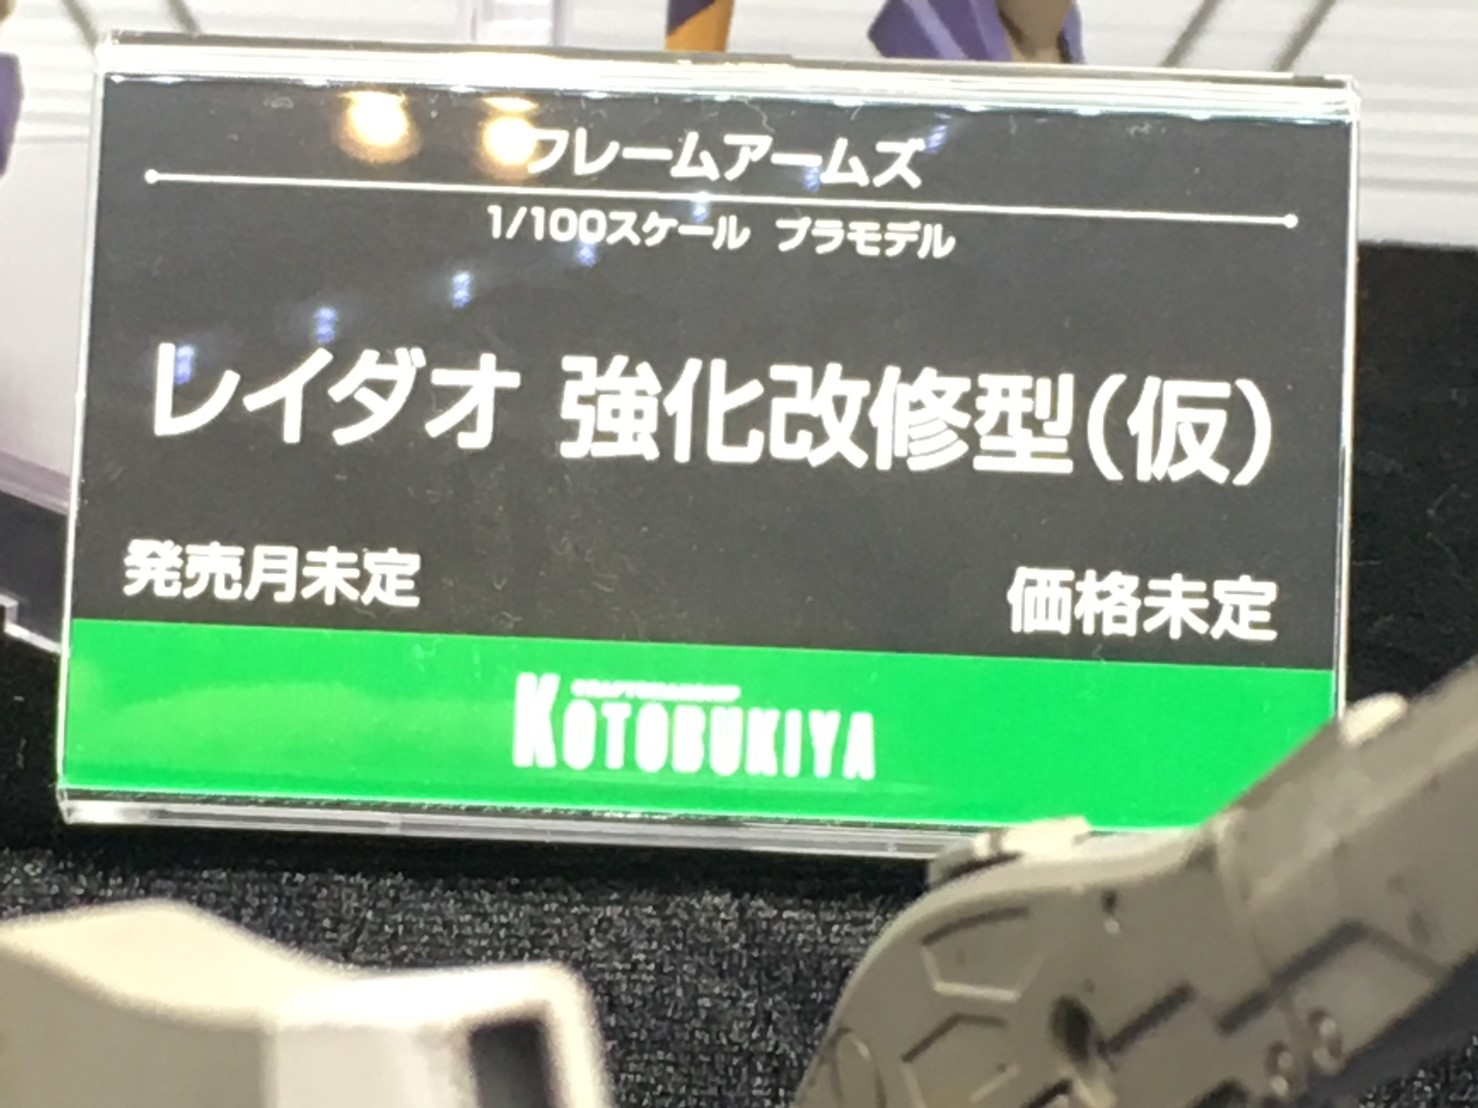 フレームアームズ
1/100スケール プラモデル
レイダオ 強化改修型(仮)
発売月未定
価格未定
KOTOBUKIYA